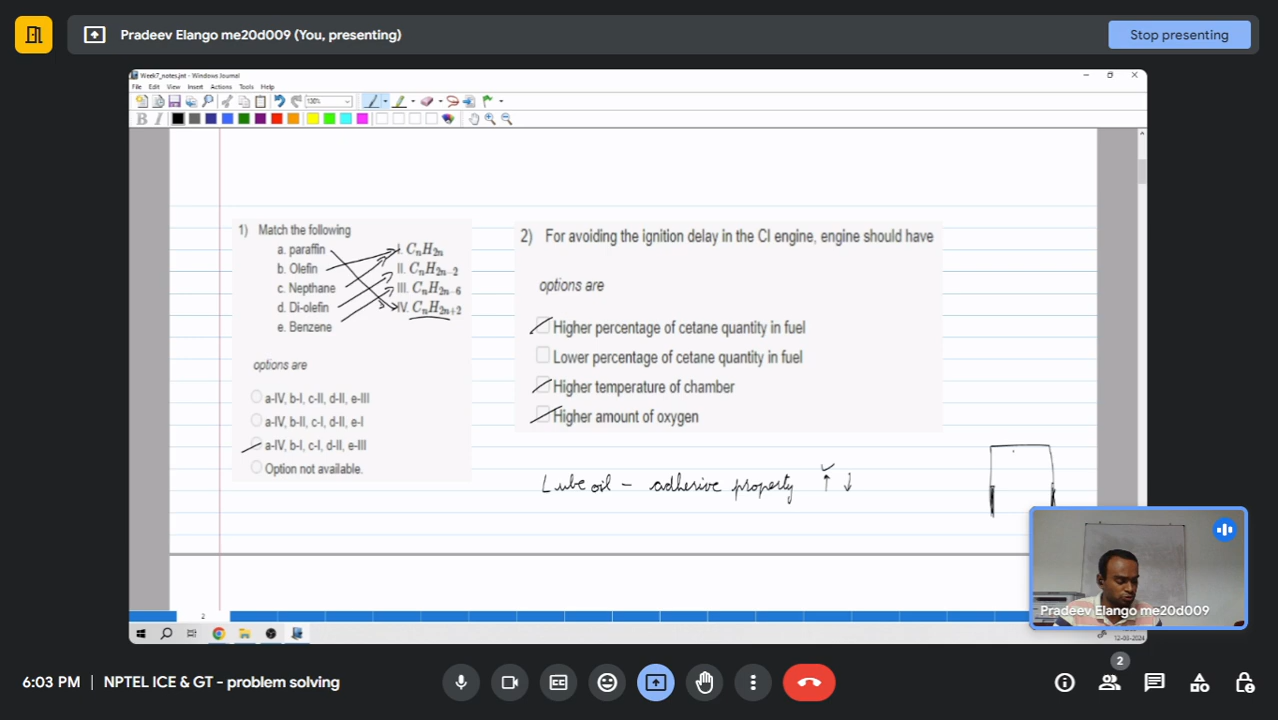 Pradeev Elango me20d009 (You, presenting)
Stop presenting
Week7_notes.jnt - Windows Journal
File Edit View Insert Actions Tools Help
B I
1) Match the following
a. paraffin I. CnH2n
b. Olefin II. CnH2n-2
c. Nepthane III. CnH2n-6
d. Di-olefin IV. CnH2n+2
e. Benzene
options are
a-IV, b-I, c-II, d-II, e-III
a-IV, b-II, c-I, d-II, e-I
a-IV, b-I, c-I, d-II, e-III
Option not available.
2) For avoiding the ignition delay in the CI engine, engine should have
options are
Higher percentage of cetane quantity in fuel
Lower percentage of cetane quantity in fuel
Higher temperature of chamber
Higher amount of oxygen
Lube oil - adhesive property ↑ ↓
Pradeev Elango me20d009
2
6:03 PM | NPTEL ICE & GT - problem solving
2